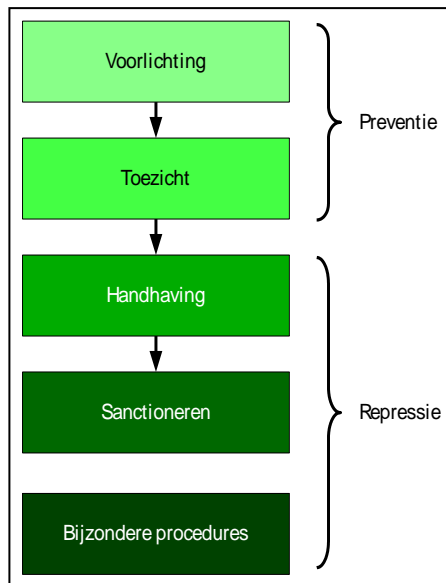 Voorlichting
Preventie
Toezicht
Handhaving
Sanctioneren
Repressie
Bijzondere procedures